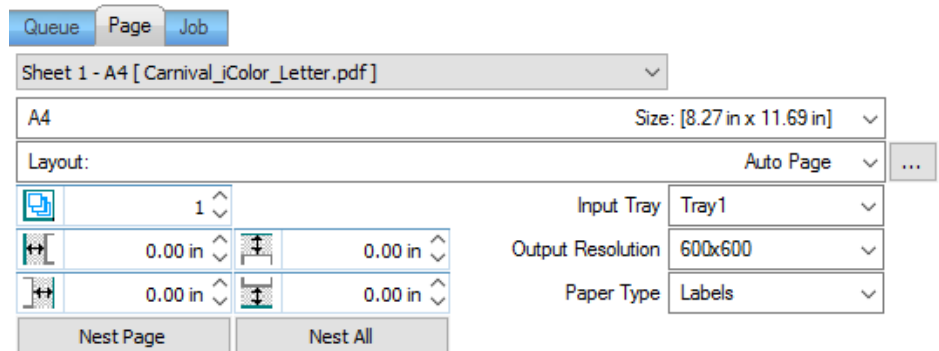 Queue Page Job
Sheet 1 - A4 [ Carnival_iColor_Letter.pdf ]
A4 Size: [8.27 in x 11.69 in]
Layout: Auto Page ...
1 Input Tray Tray1
0.00 in 0.00 in Output Resolution 600x600
0.00 in 0.00 in Paper Type Labels
Nest Page Nest All